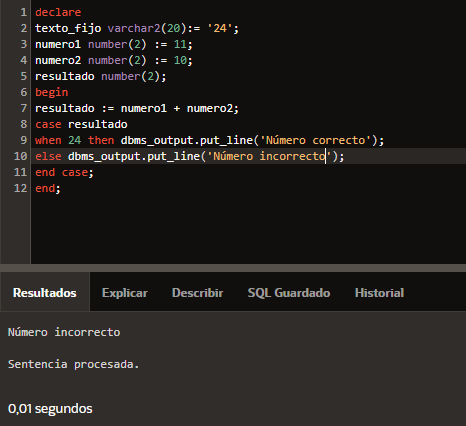 1 declare
2 texto_fijo varchar2(20):= '24';
3 numero1 number(2) := 11;
4 numero2 number(2) := 10;
5 resultado number(2);
6 begin
7 resultado := numero1 + numero2;
8 case resultado
9 when 24 then dbms_output.put_line('Número correcto');
10 else dbms_output.put_line('Número incorrecto');
11 end case;
12 end;
Resultados Explicar Describir SQL Guardado Historial
Número incorrecto
Sentencia procesada.
0,01 segundos